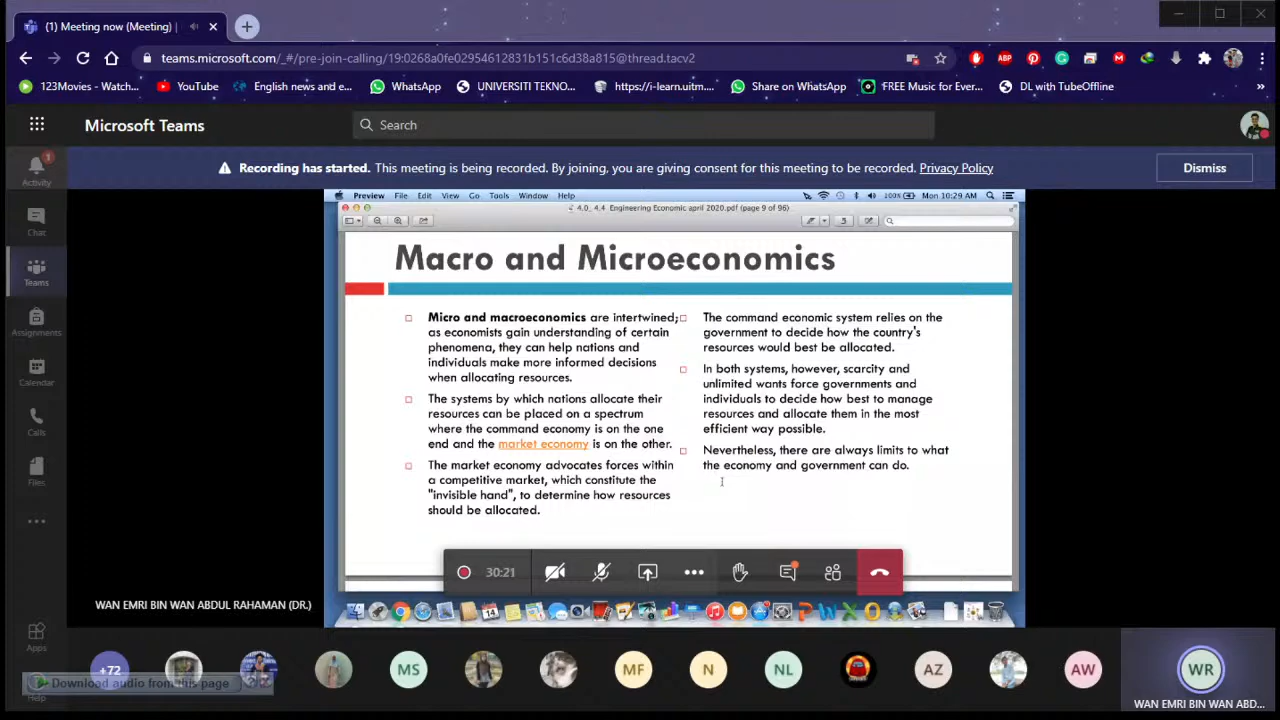 (1) Meeting now (Meeting) |
teams.microsoft.com/_#/pre-join-calling/19:0268a0fe02954612831b151c6d38a815@thread.tacv2
123Movies - Watch...
YouTube
English news and e...
WhatsApp
UNIVERSITI TEKNO...
https://i-learn.uitm....
Share on WhatsApp
FREE Music for Ever...
DL with TubeOffline
»
Microsoft Teams
Search
Recording has started. This meeting is being recorded. By joining, you are giving consent for this meeting to be recorded. Privacy Policy
Dismiss
Activity
Chat
Teams
Assignments
Calendar
Calls
Files
Apps
Help
Preview File Edit View Go Tools Window Help
100% Mon 10:29 AM
4.0_ 4.4 Engineering Economic april 2020.pdf (page 9 of 96)
Macro and Microeconomics
Micro and macroeconomics are intertwined;
as economists gain understanding of certain
phenomena, they can help nations and
individuals make more informed decisions
when allocating resources.
The systems by which nations allocate their
resources can be placed on a spectrum
where the command economy is on the one
end and the market economy is on the other.
The market economy advocates forces within
a competitive market, which constitute the
"invisible hand", to determine how resources
should be allocated.
The command economic system relies on the
government to decide how the country's
resources would best be allocated.
In both systems, however, scarcity and
unlimited wants force governments and
individuals to decide how best to manage
resources and allocate them in the most
efficient way possible.
Nevertheless, there are always limits to what
the economy and government can do.
30:21
WAN EMRI BIN WAN ABDUL RAHAMAN (DR.)
+72
MS
MF
N
NL
AZ
AW
WR
Download audio from this page
WAN EMRI BIN WAN ABD...